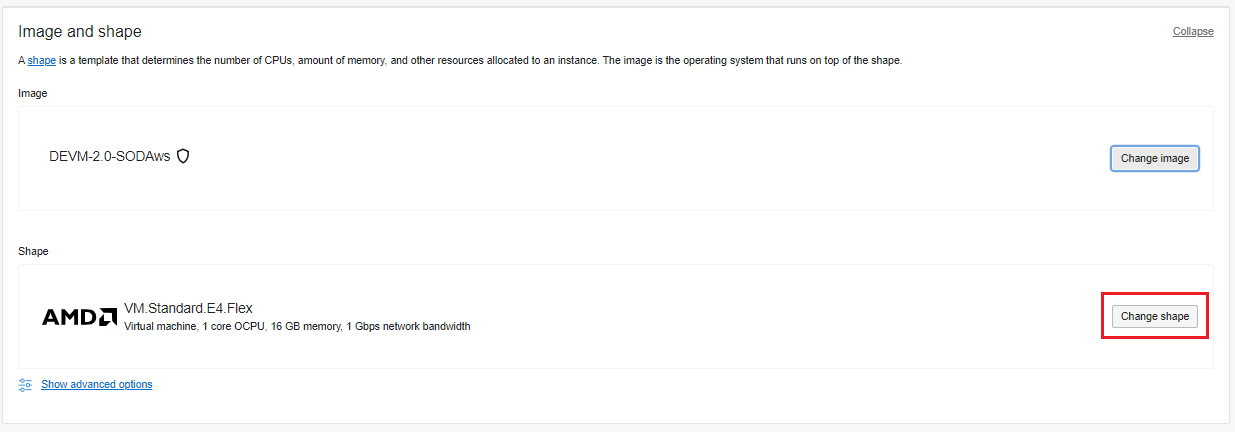 Image and shape
Collapse
A shape is a template that determines the number of CPUs, amount of memory, and other resources allocated to an instance. The image is the operating system that runs on top of the shape.
Image
DEVM-2.0-SODAws
Change image
Shape
AMD
VM.Standard.E4.Flex
Virtual machine, 1 core OCPU, 16 GB memory, 1 Gbps network bandwidth
Change shape
Show advanced options